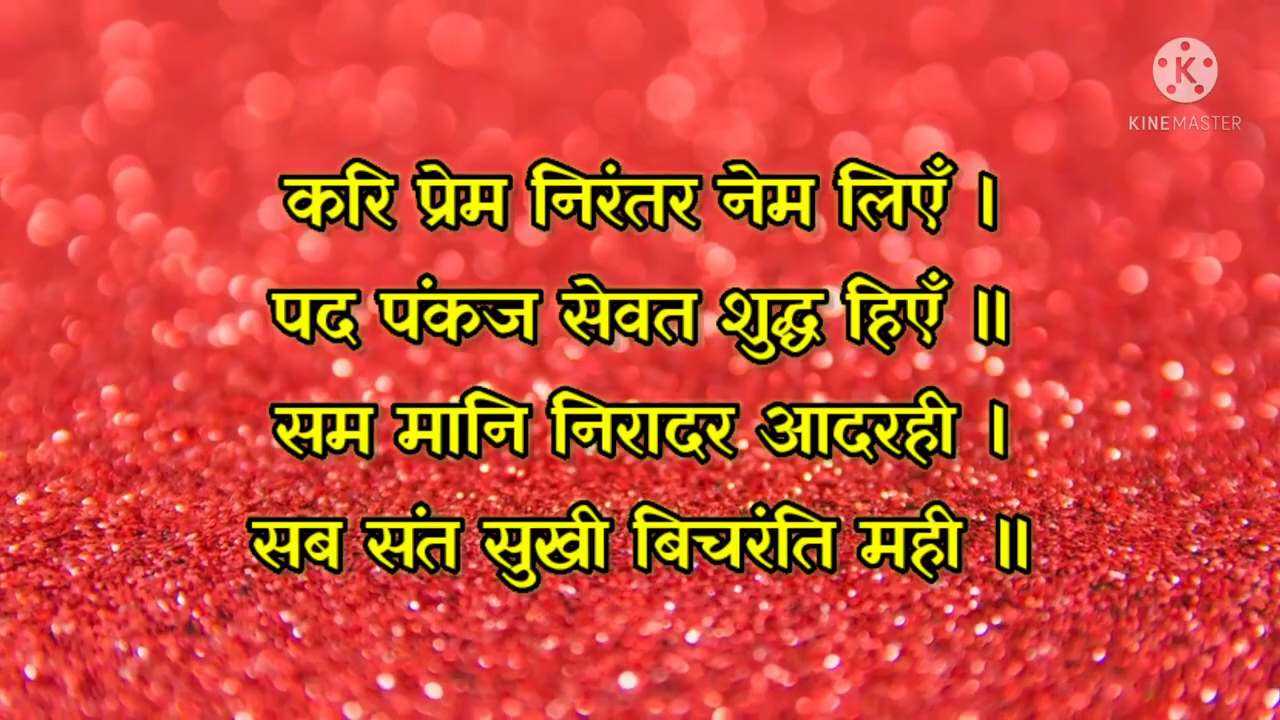 KINEMASTER
करि प्रेम निरंतर नेम लिएँ ।
पद पंकज सेवत शुद्ध हिएँ ॥
सम मानि निरादर आदरही ।
सब संत सुखी बिचरंति मही ॥